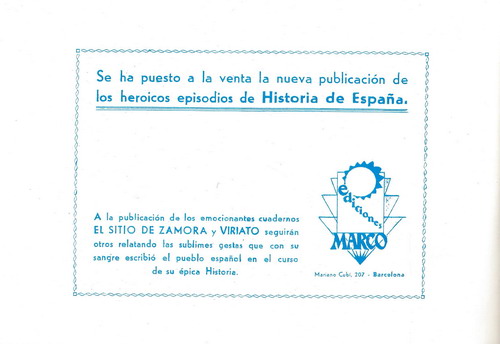 Se ha puesto a la venta la nueva publicación de
los heroicos episodios de Historia de España.
A la publicación de los emocionantes cuadernos
EL SITIO DE ZAMORA y VIRIATO seguirán
otros relatando las sublimes gestas que con su
sangre escribió el pueblo español en el curso
de su épica Historia.
ediciones
MARCO
Mariano Cubí, 207 - Barcelona